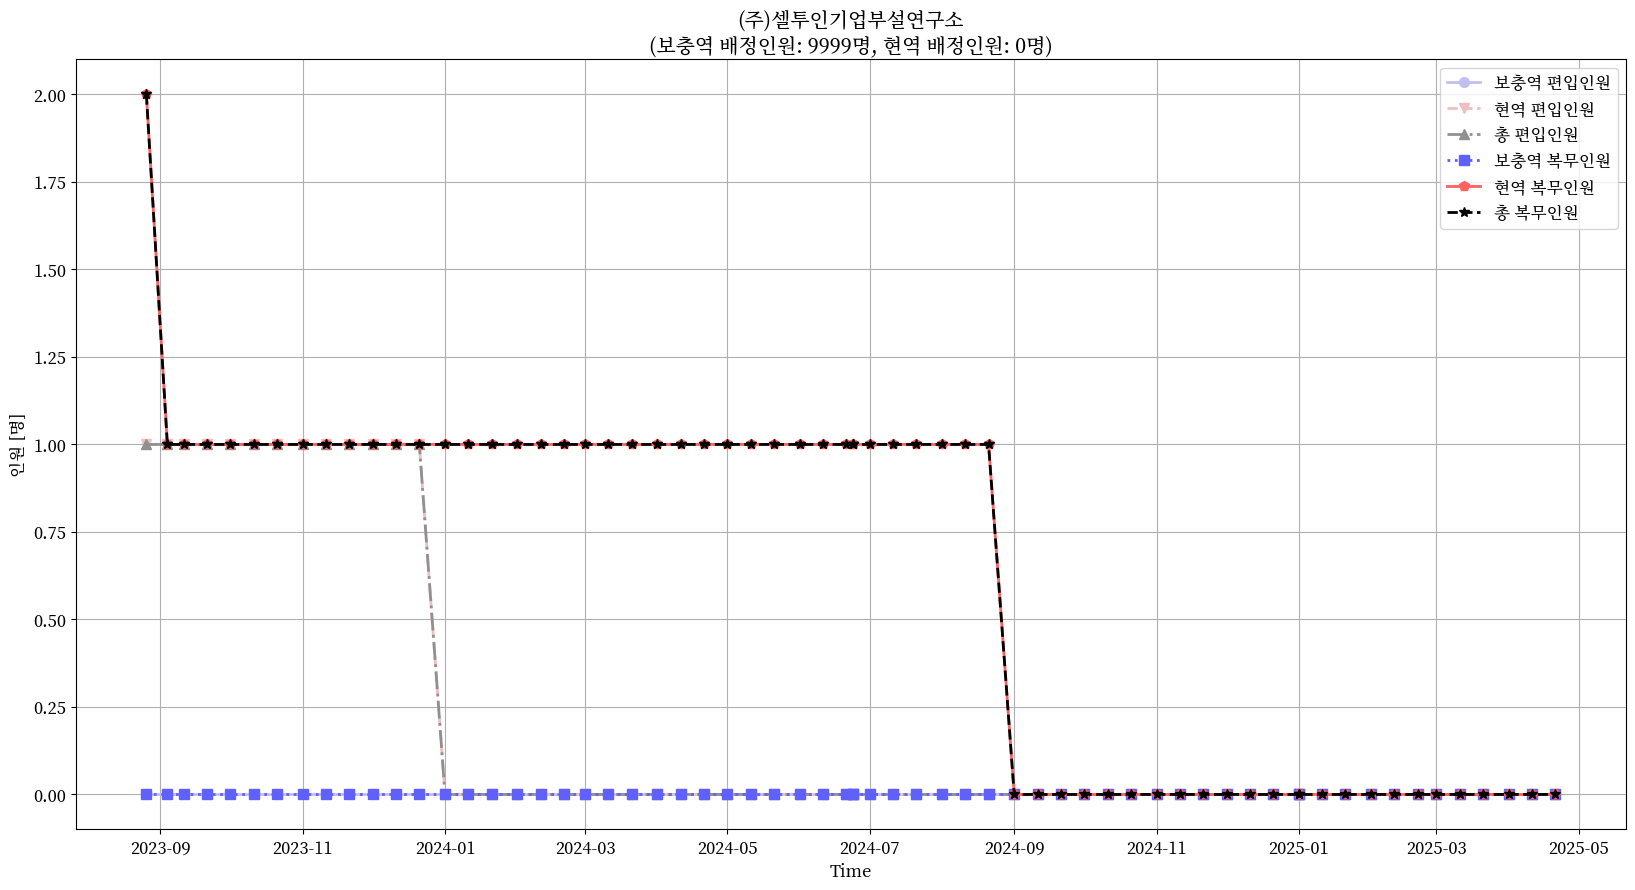 (주)셀투인기업부설연구소
(보충역 배정인원: 9999명, 현역 배정인원: 0명)
보충역 편입인원
현역 편입인원
총 편입인원
보충역 복무인원
현역 복무인원
총 복무인원
2.00
1.75
1.50
1.25
1.00
0.75
0.50
0.25
0.00
인원 [명]
2023-09
2023-11
2024-01
2024-03
2024-05
2024-07
2024-09
2024-11
2025-01
2025-03
2025-05
Time